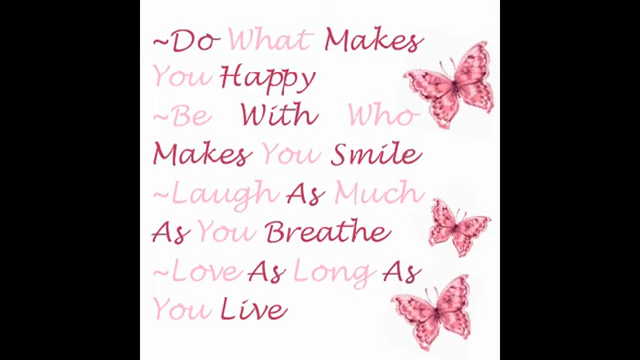 ~Do What Makes
You Happy
~Be With Who
Makes You Smile
~Laugh As Much
As You Breathe
~Love As Long As
You Live